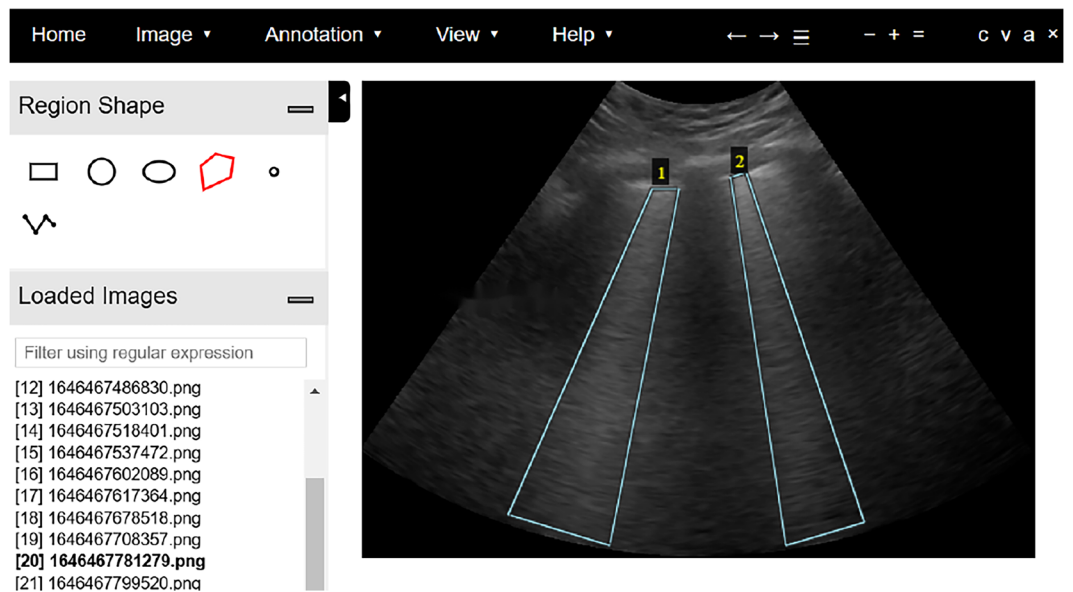 Home Image ▼ Annotation ▼ View ▼ Help ▼ ← → ☰ − + = c v a ×
Region Shape
Loaded Images
Filter using regular expression
[12] 1646467486830.png
[13] 1646467503103.png
[14] 1646467518401.png
[15] 1646467537472.png
[16] 1646467602089.png
[17] 1646467617364.png
[18] 1646467678518.png
[19] 1646467708357.png
[20] 1646467781279.png
[21] 1646467799520.png
1
2